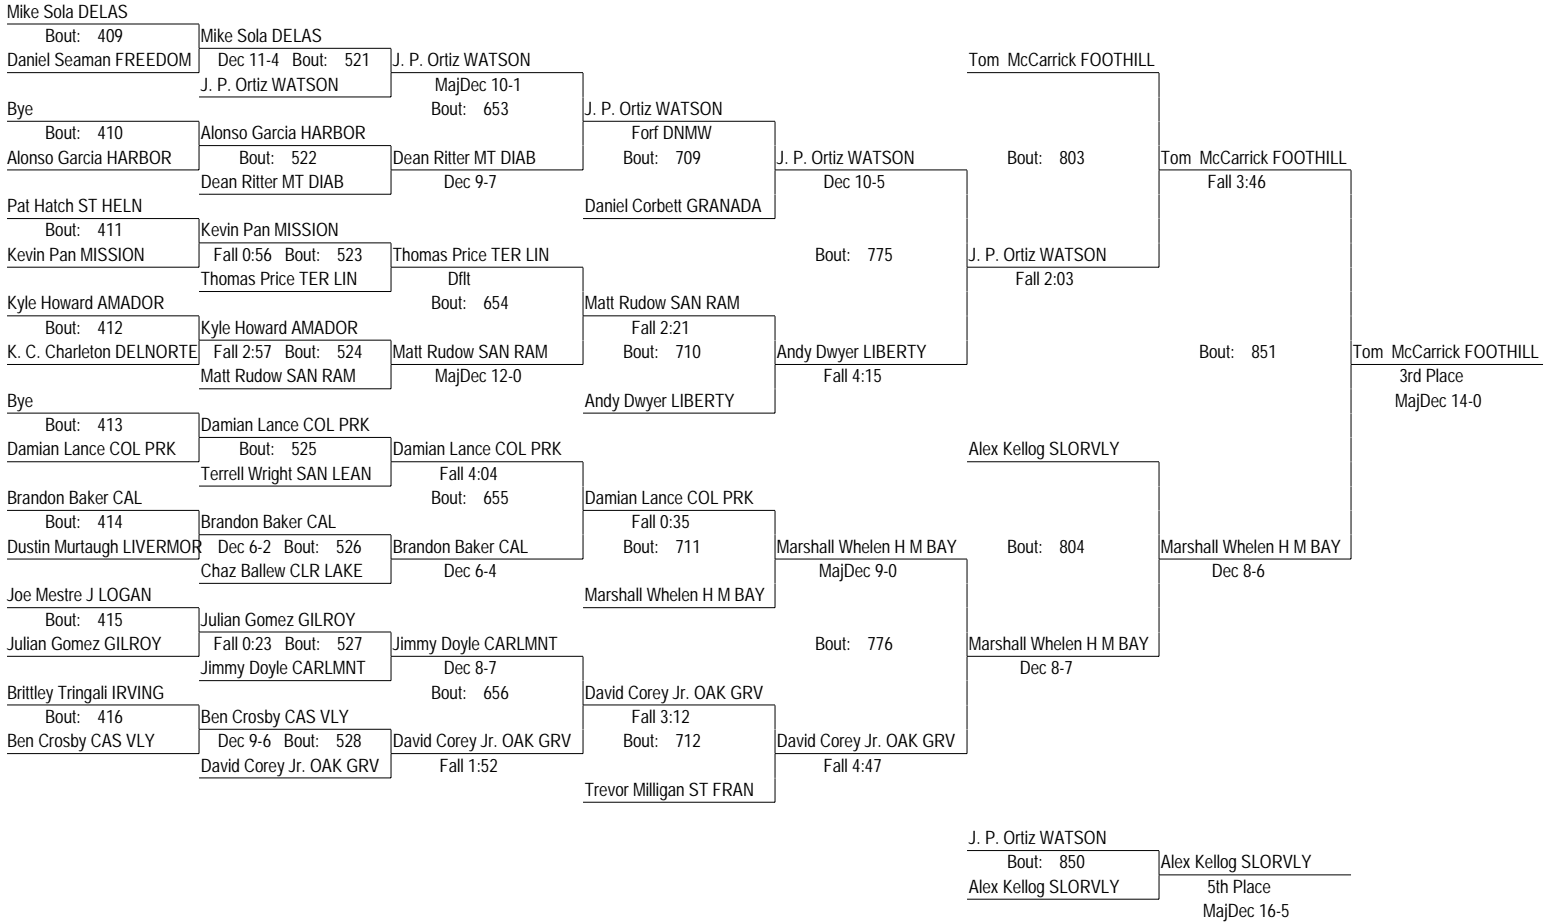 Mike Sola DELAS
Bout: 409
Mike Sola DELAS
Daniel Seaman FREEDOM
Dec 11-4 Bout: 521
J. P. Ortiz WATSON
Tom McCarrick FOOTHILL
J. P. Ortiz WATSON
MajDec 10-1
Bye
Bout: 653
J. P. Ortiz WATSON
Bout: 410
Alonso Garcia HARBOR
Forf DNMW
Alonso Garcia HARBOR
Bout: 522
Dean Ritter MT DIAB
Bout: 709
J. P. Ortiz WATSON
Bout: 803
Tom McCarrick FOOTHILL
Dean Ritter MT DIAB
Dec 9-7
Dec 10-5
Fall 3:46
Pat Hatch ST HELN
Daniel Corbett GRANADA
Bout: 411
Kevin Pan MISSION
Kevin Pan MISSION
Fall 0:56 Bout: 523
Thomas Price TER LIN
Bout: 775
J. P. Ortiz WATSON
Thomas Price TER LIN
Dflt
Fall 2:03
Kyle Howard AMADOR
Bout: 654
Matt Rudow SAN RAM
Bout: 412
Kyle Howard AMADOR
Fall 2:21
K. C. Charleton DELNORTE
Fall 2:57 Bout: 524
Matt Rudow SAN RAM
Bout: 710
Andy Dwyer LIBERTY
Bout: 851
Tom McCarrick FOOTHILL
Matt Rudow SAN RAM
MajDec 12-0
Fall 4:15
3rd Place
Bye
Andy Dwyer LIBERTY
MajDec 14-0
Bout: 413
Damian Lance COL PRK
Damian Lance COL PRK
Bout: 525
Damian Lance COL PRK
Alex Kellog SLORVLY
Terrell Wright SAN LEAN
Fall 4:04
Brandon Baker CAL
Bout: 655
Damian Lance COL PRK
Bout: 414
Brandon Baker CAL
Fall 0:35
Dustin Murtaugh LIVERMOR
Dec 6-2 Bout: 526
Brandon Baker CAL
Bout: 711
Marshall Whelen H M BAY
Bout: 804
Marshall Whelen H M BAY
Chaz Ballew CLR LAKE
Dec 6-4
MajDec 9-0
Dec 8-6
Joe Mestre J LOGAN
Marshall Whelen H M BAY
Bout: 415
Julian Gomez GILROY
Julian Gomez GILROY
Fall 0:23 Bout: 527
Jimmy Doyle CARLMNT
Bout: 776
Marshall Whelen H M BAY
Jimmy Doyle CARLMNT
Dec 8-7
Dec 8-7
Brittley Tringali IRVING
Bout: 656
David Corey Jr. OAK GRV
Bout: 416
Ben Crosby CAS VLY
Fall 3:12
Ben Crosby CAS VLY
Dec 9-6 Bout: 528
David Corey Jr. OAK GRV
Bout: 712
David Corey Jr. OAK GRV
David Corey Jr. OAK GRV
Fall 1:52
Fall 4:47
Trevor Milligan ST FRAN
J. P. Ortiz WATSON
Bout: 850
Alex Kellog SLORVLY
Alex Kellog SLORVLY
5th Place
MajDec 16-5